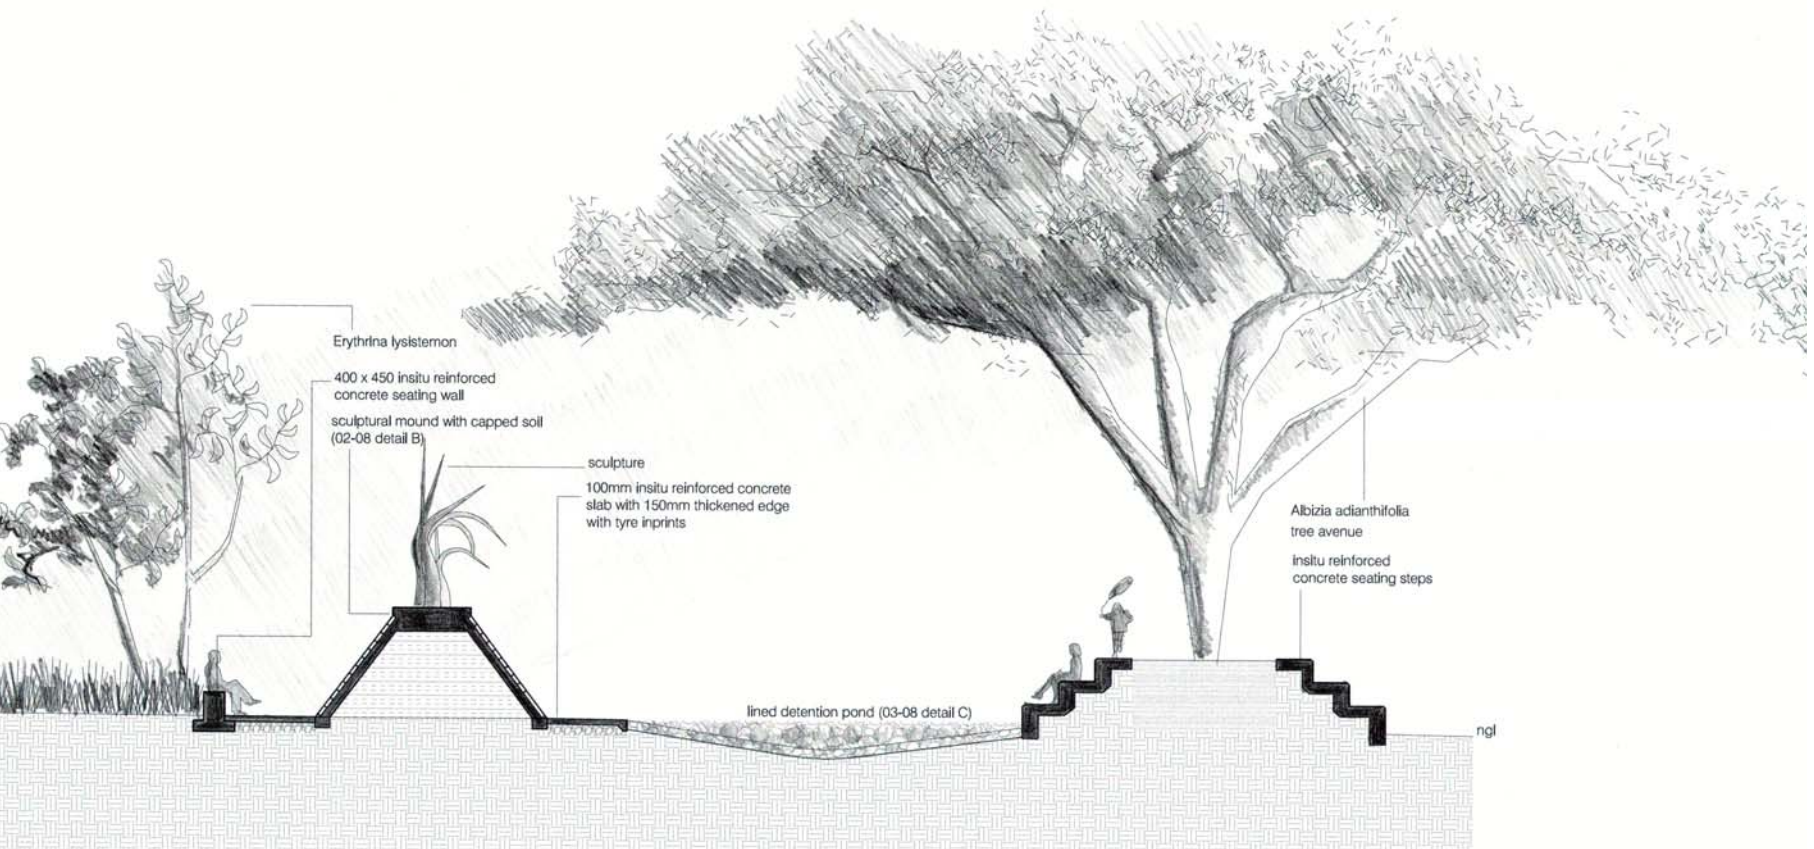 Erythrina lysistemon
400 x 450 insitu reinforced
concrete seating wall
sculptural mound with capped soil
(02-08 detail B)
sculpture
100mm insitu reinforced concrete
slab with 150mm thickened edge
with tyre inprints
Albizia adianthifolia
tree avenue
insitu reinforced
concrete seating steps
lined detention pond (03-08 detail C)
ngl